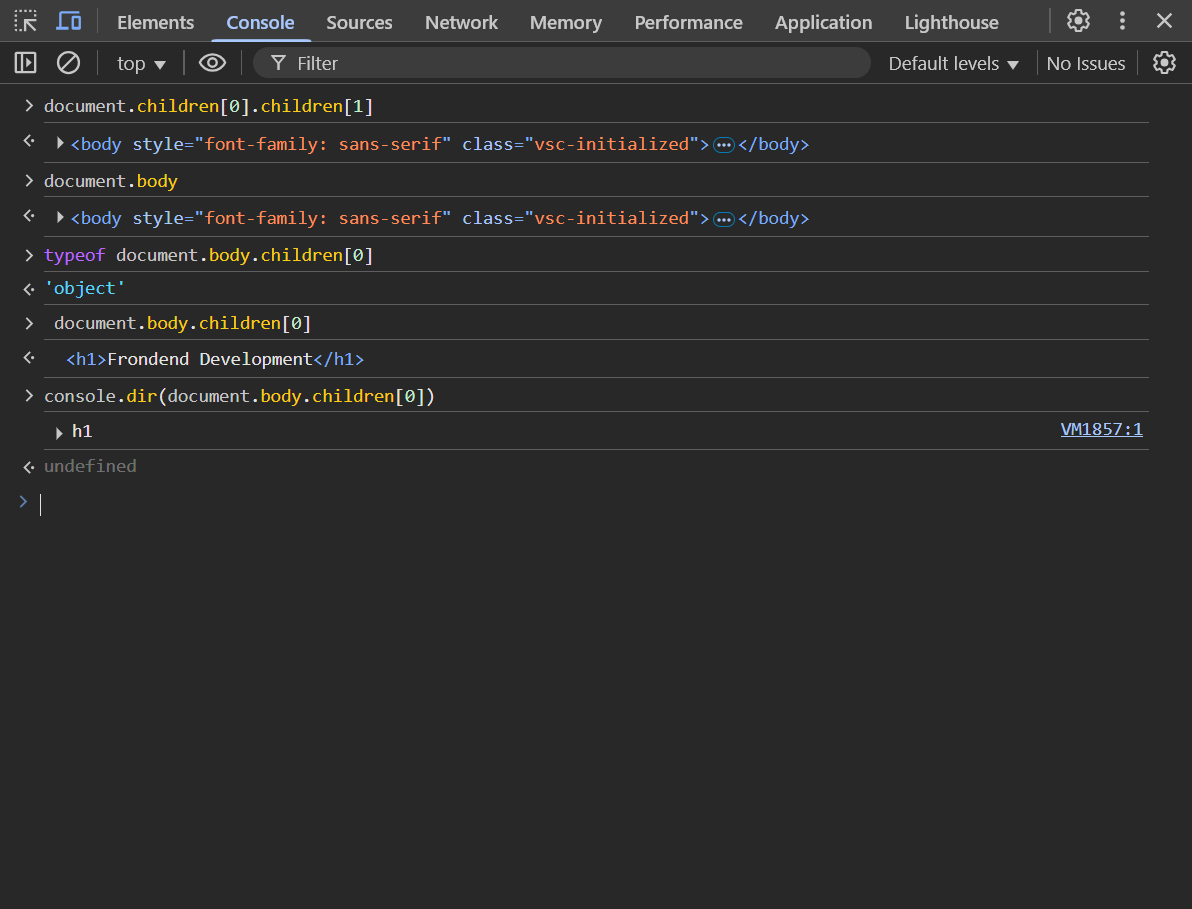 Elements Console Sources Network Memory Performance Application Lighthouse
top Filter Default levels No Issues
document.children[0].children[1]
<body style="font-family: sans-serif" class="vsc-initialized">…</body>
document.body
<body style="font-family: sans-serif" class="vsc-initialized">…</body>
typeof document.body.children[0]
'object'
document.body.children[0]
<h1>Frondend Development</h1>
console.dir(document.body.children[0])
h1 VM1857:1
undefined